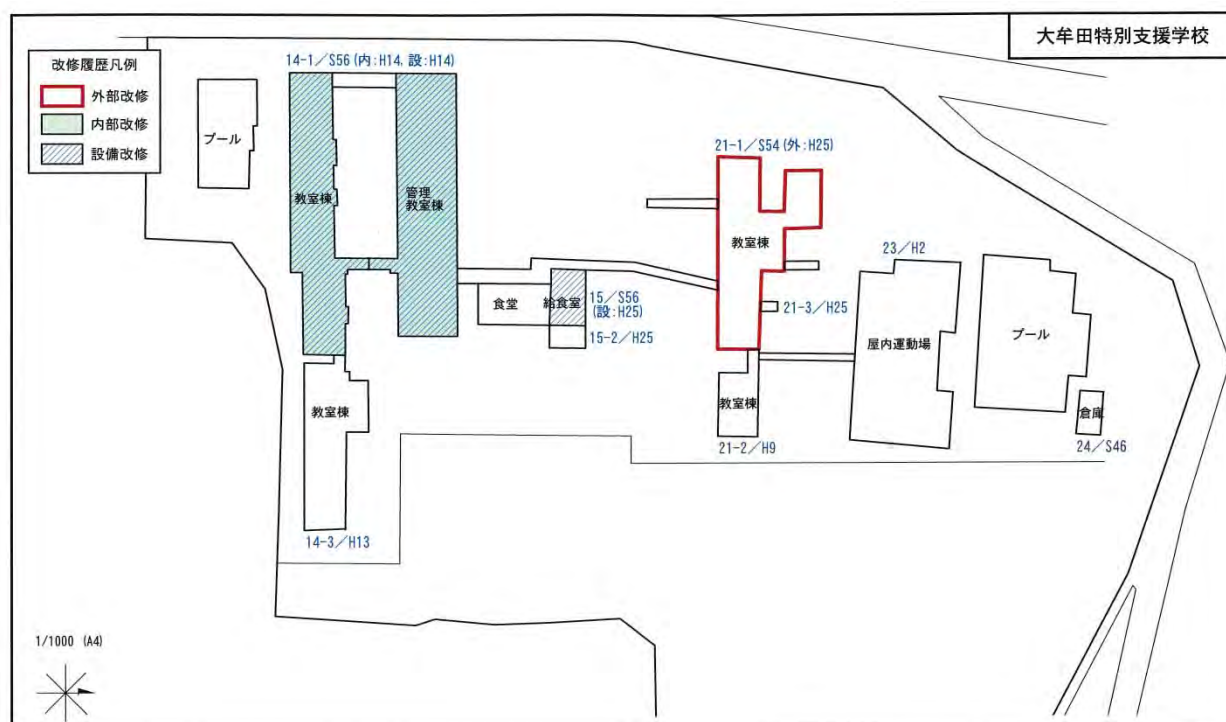 大牟田特別支援学校
改修履歴凡例
外部改修
内部改修
設備改修
14-1/S56 (内:H14, 設:H14)
プール
教室棟
管理
教室棟
21-1/S54 (外:H25)
教室棟
23/H2
食堂
給食室
15/S56
(設:H25)
15-2/H25
21-3/H25
屋内運動場
プール
教室棟
教室棟
倉庫
21-2/H9
24/S46
14-3/H13
1/1000 (A4)